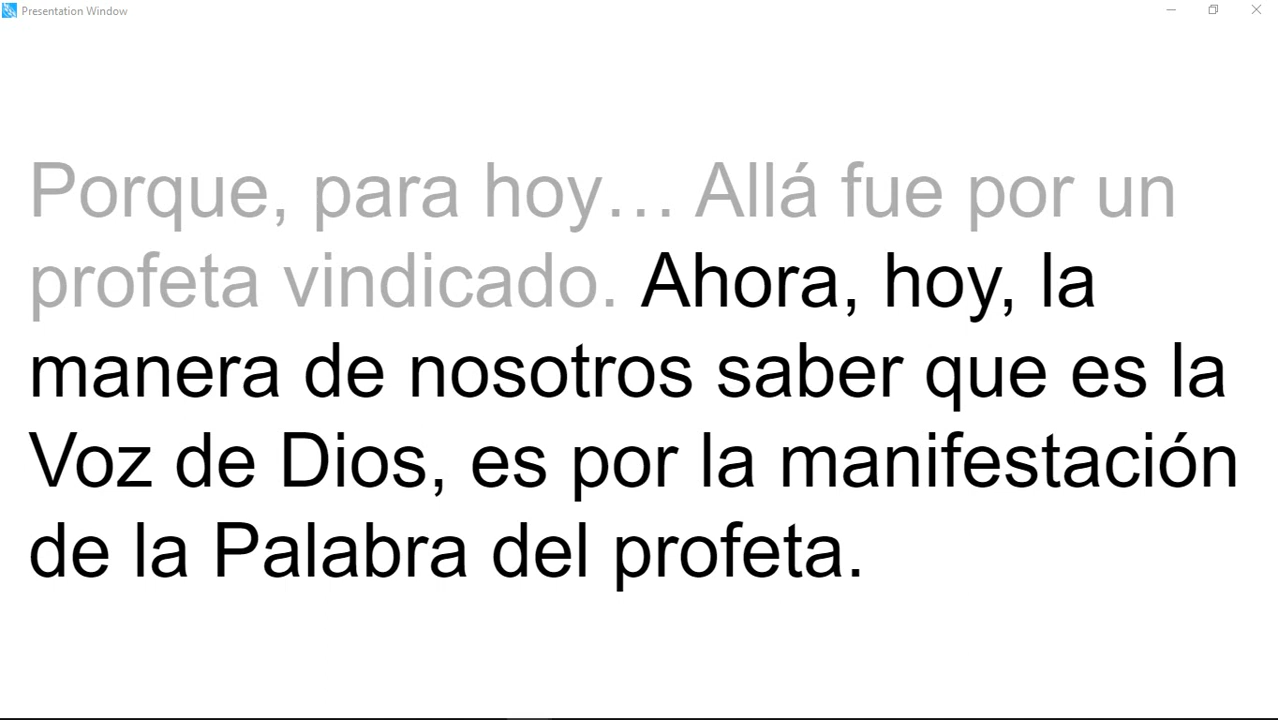 Presentation Window
Porque, para hoy… Allá fue por un
profeta vindicado. Ahora, hoy, la
manera de nosotros saber que es la
Voz de Dios, es por la manifestación
de la Palabra del profeta.